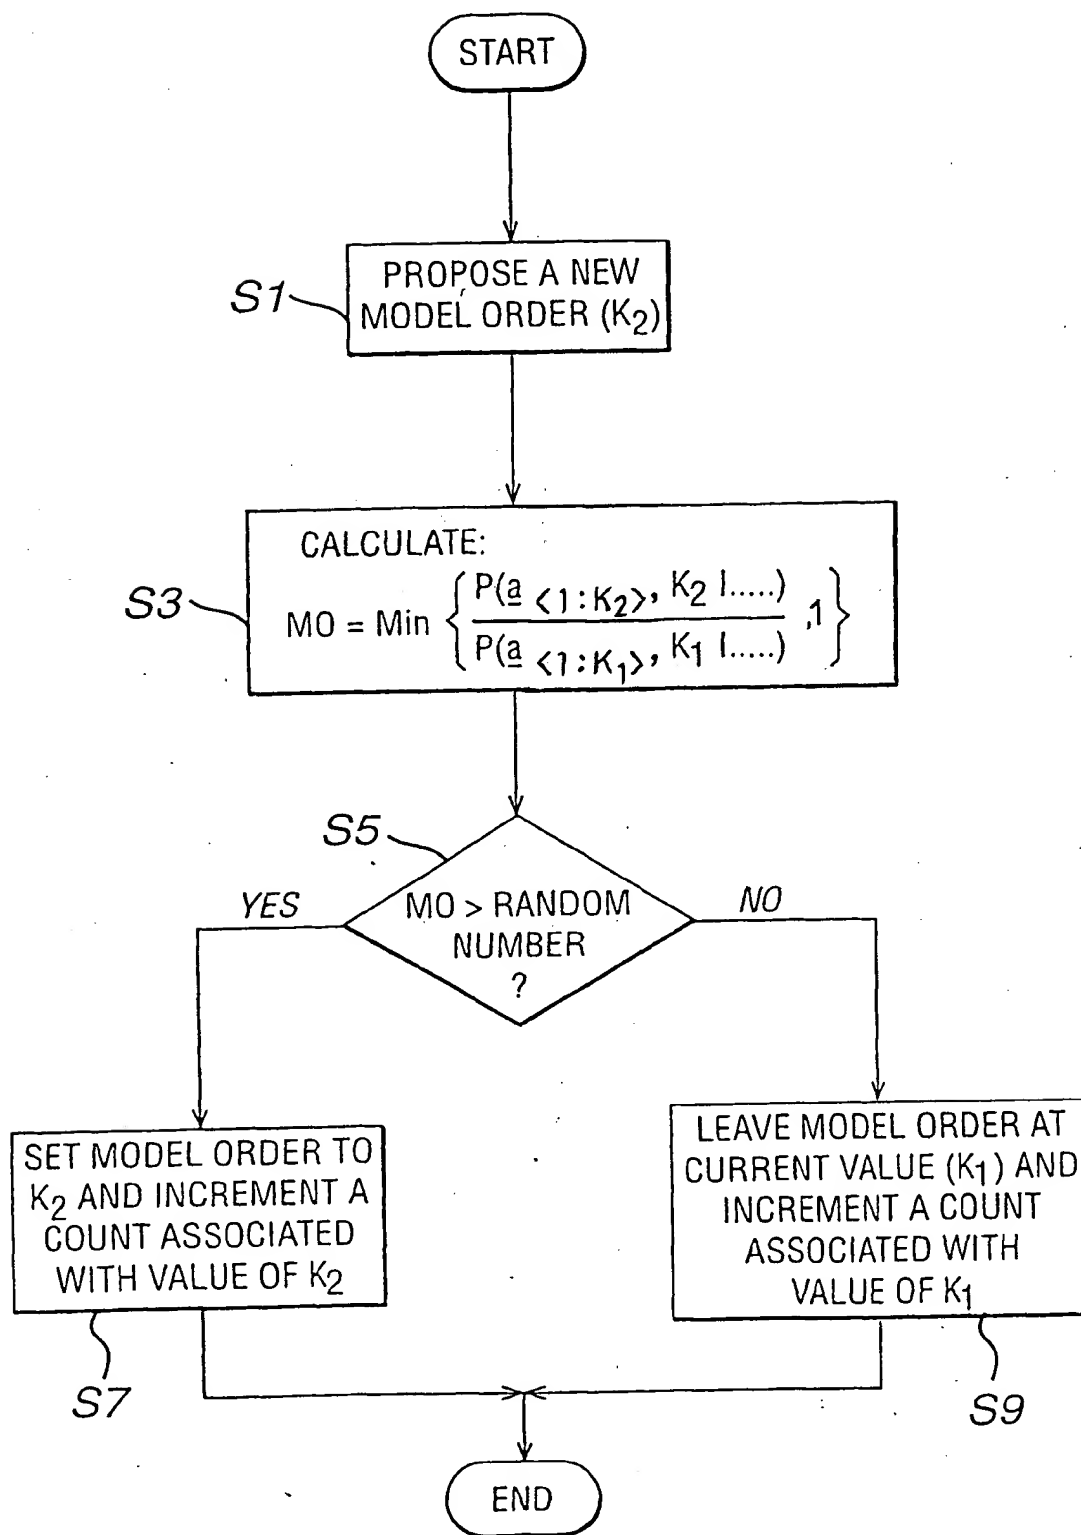 START
S1
PROPOSE A NEW
MODEL ORDER (K₂)
S3
CALCULATE:
MO = Min { P(a <1:K₂>, K₂ |.....) / P(a <1:K₁>, K₁ |.....) ,1 }
S5
YES
MO > RANDOM
NUMBER
?
NO
SET MODEL ORDER TO
K₂ AND INCREMENT A
COUNT ASSOCIATED
WITH VALUE OF K₂
S7
LEAVE MODEL ORDER AT
CURRENT VALUE (K₁) AND
INCREMENT A COUNT
ASSOCIATED WITH
VALUE OF K₁
S9
END